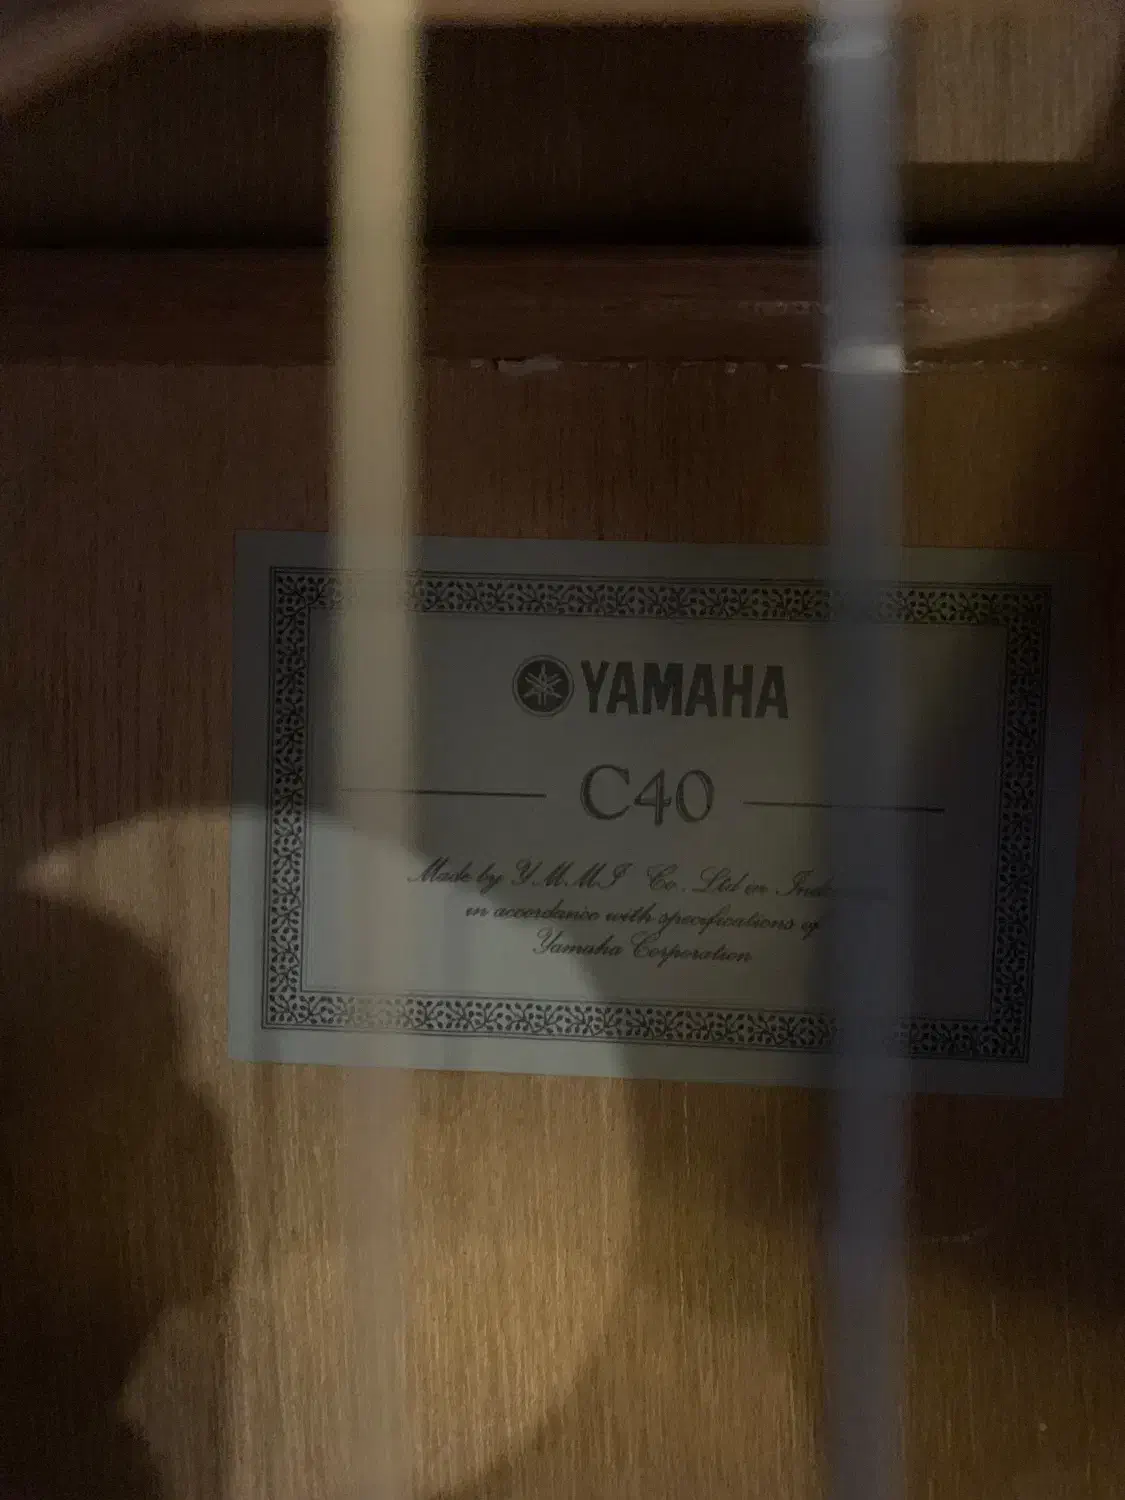 YAMAHA
C40
Made by Y.M.M.I Co. Ltd in
in accordance with specifications of
Yamaha Corporation